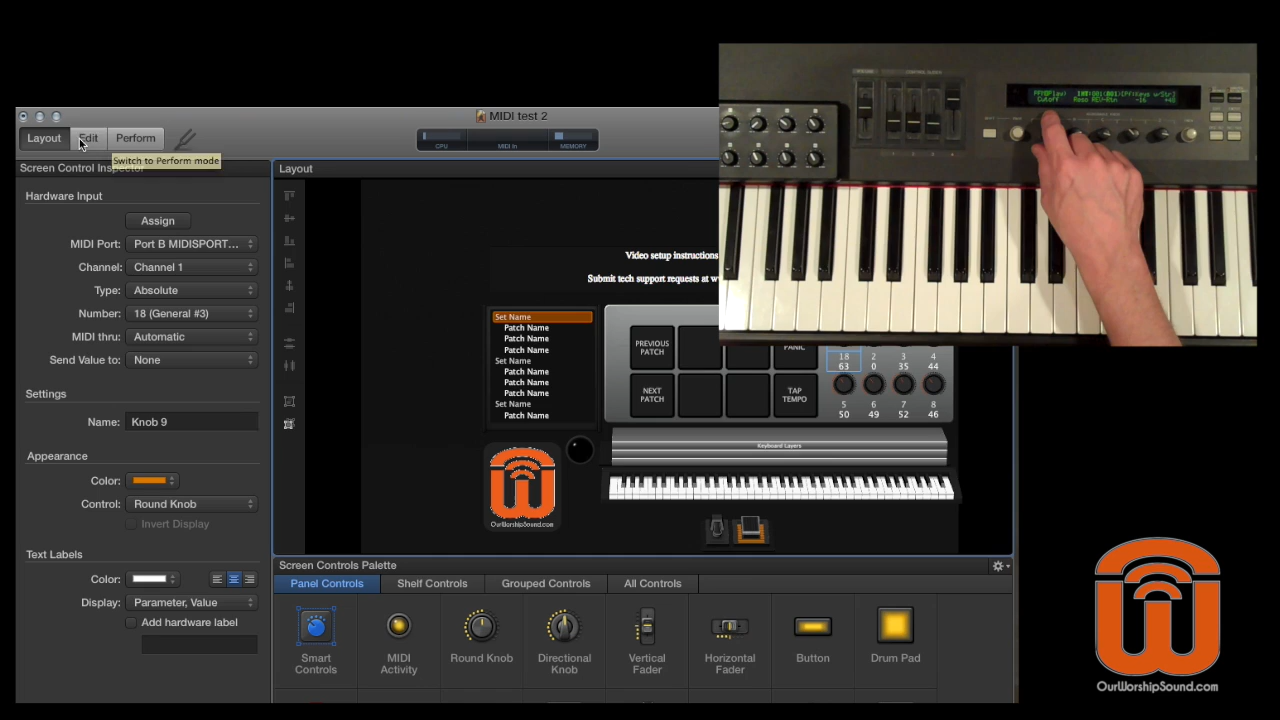 MIDI test 2
Layout
Edit
Perform
CPU
MIDI In
MEMORY
Switch to Perform mode
Screen Control Inspector
Hardware Input
Assign
MIDI Port: Port B MIDISPORT...
Channel: Channel 1
Type: Absolute
Number: 18 (General #3)
MIDI thru: Automatic
Send Value to: None
Settings
Name: Knob 9
Appearance
Color:
Control: Round Knob
Invert Display
Text Labels
Color:
Display: Parameter, Value
Add hardware label
Layout
Video setup instructions
Submit tech support requests at w
Set Name
Patch Name
Patch Name
Patch Name
Set Name
Patch Name
Patch Name
Patch Name
Set Name
Patch Name
PREVIOUS
PATCH
PANIC
NEXT
PATCH
TAP
TEMPO
18 2 3 4
63 0 35 44
5 6 7 8
50 49 52 46
Keyboard Layers
OurWorshipSound.com
Screen Controls Palette
Panel Controls
Shelf Controls
Grouped Controls
All Controls
Smart
Controls
MIDI
Activity
Round Knob
Directional
Knob
Vertical
Fader
Horizontal
Fader
Button
Drum Pad
Cutoff
OurWorshipSound.com